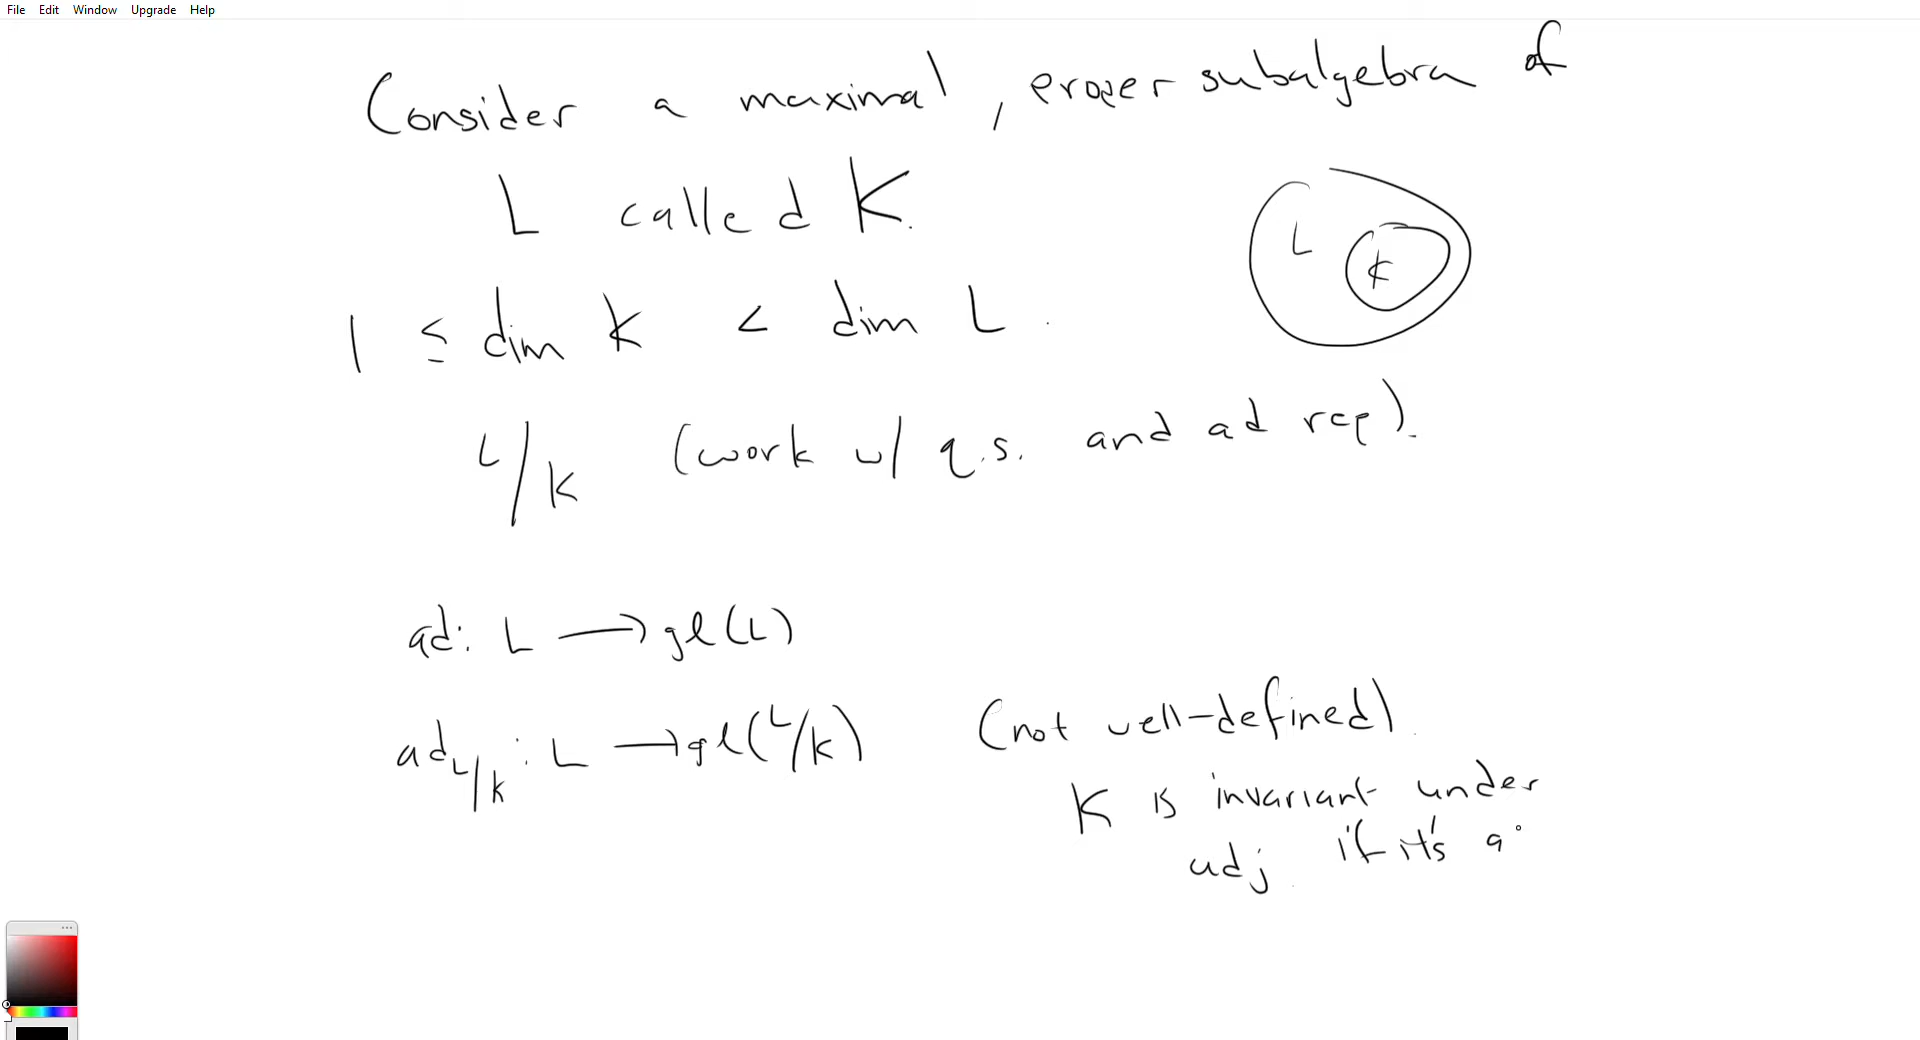 File Edit Window Upgrade Help
Consider a maximal, proper subalgebra of
L called K.
L K
1 ≤ dim K < dim L.
L/K (work w/ q.s. and ad rep).
ad: L → gl(L)
ad_{L/K}: L → gl(L/K) (not well-defined).
K is invariant under
adj. if it's a